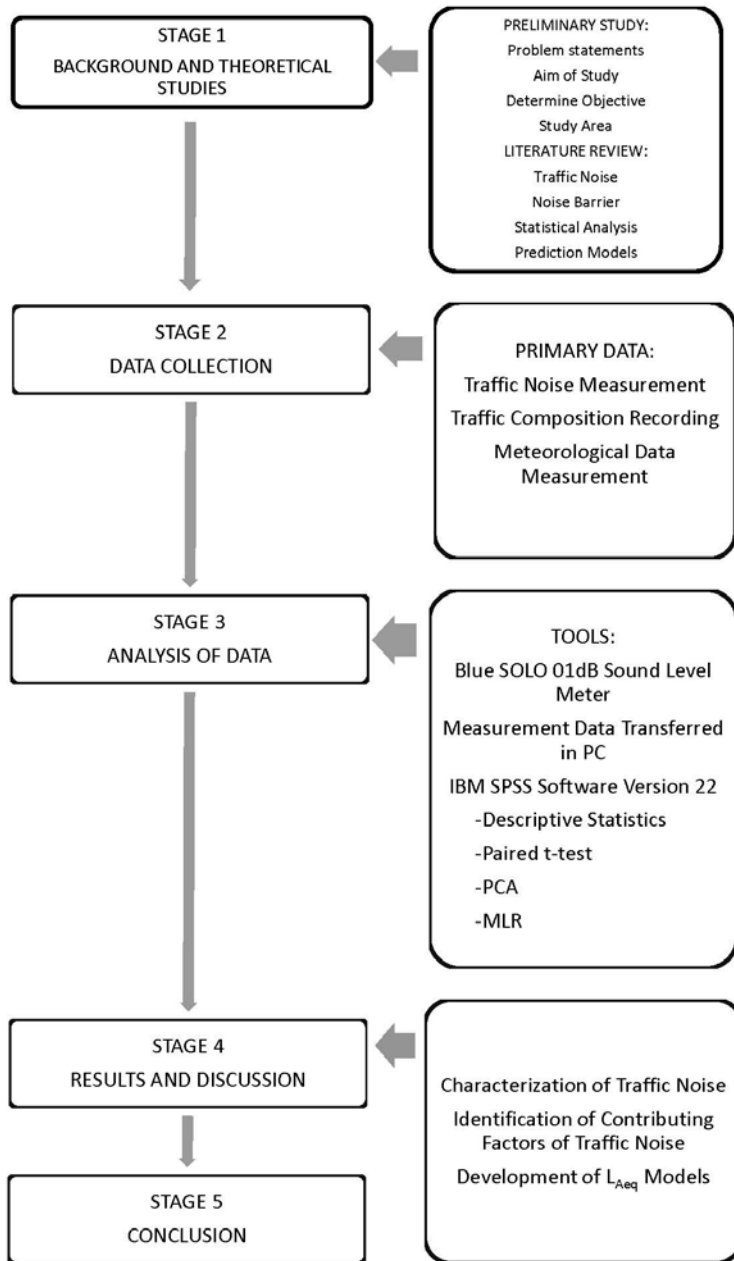 STAGE 1
BACKGROUND AND THEORETICAL
STUDIES
PRELIMINARY STUDY:
Problem statements
Aim of Study
Determine Objective
Study Area
LITERATURE REVIEW:
Traffic Noise
Noise Barrier
Statistical Analysis
Prediction Models
STAGE 2
DATA COLLECTION
PRIMARY DATA:
Traffic Noise Measurement
Traffic Composition Recording
Meteorological Data
Measurement
STAGE 3
ANALYSIS OF DATA
TOOLS:
Blue SOLO 01dB Sound Level
Meter
Measurement Data Transferred
in PC
IBM SPSS Software Version 22
-Descriptive Statistics
-Paired t-test
-PCA
-MLR
STAGE 4
RESULTS AND DISCUSSION
Characterization of Traffic Noise
Identification of Contributing
Factors of Traffic Noise
Development of LAeq Models
STAGE 5
CONCLUSION